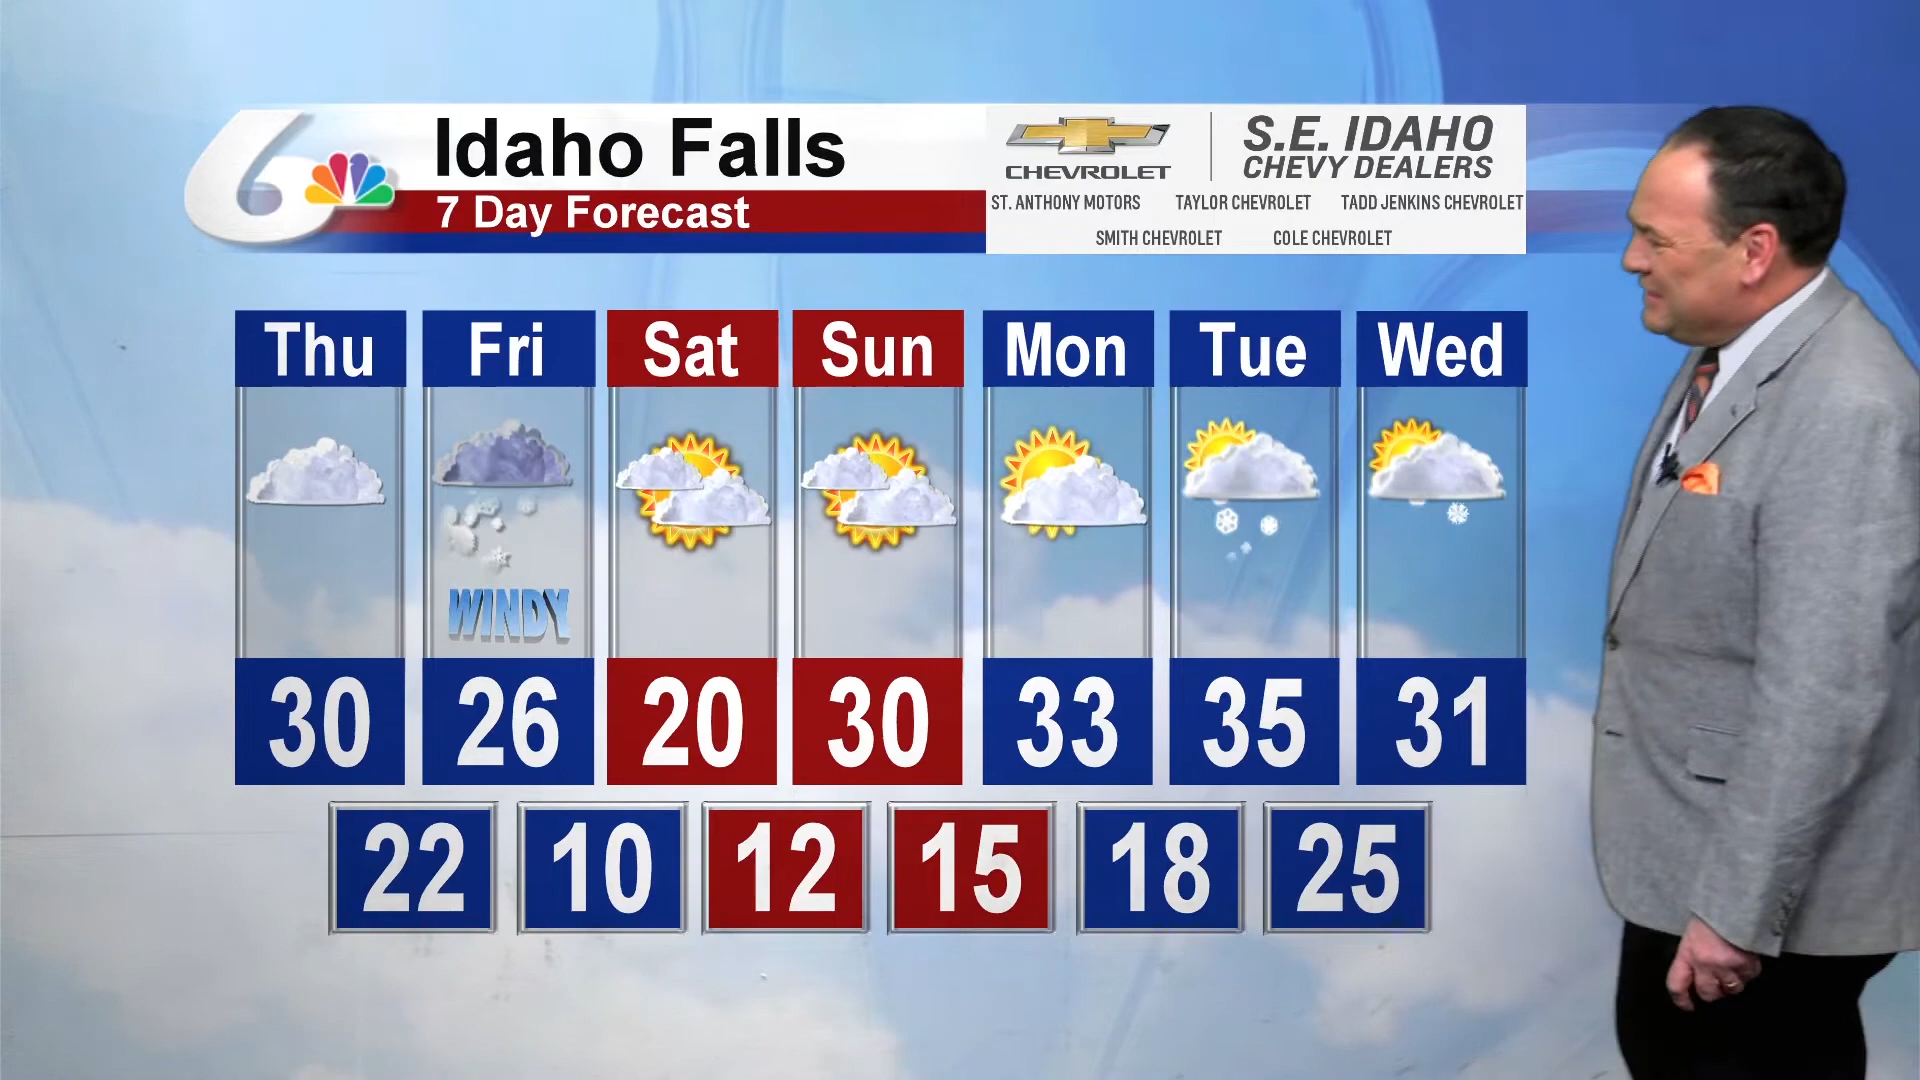 6
Idaho Falls
7 Day Forecast
CHEVROLET
S.E. IDAHO
CHEVY DEALERS
ST. ANTHONY MOTORS TAYLOR CHEVROLET TADD JENKINS CHEVROLET
SMITH CHEVROLET COLE CHEVROLET
Thu Fri Sat Sun Mon Tue Wed
WINDY
30 26 20 30 33 35 31
22 10 12 15 18 25